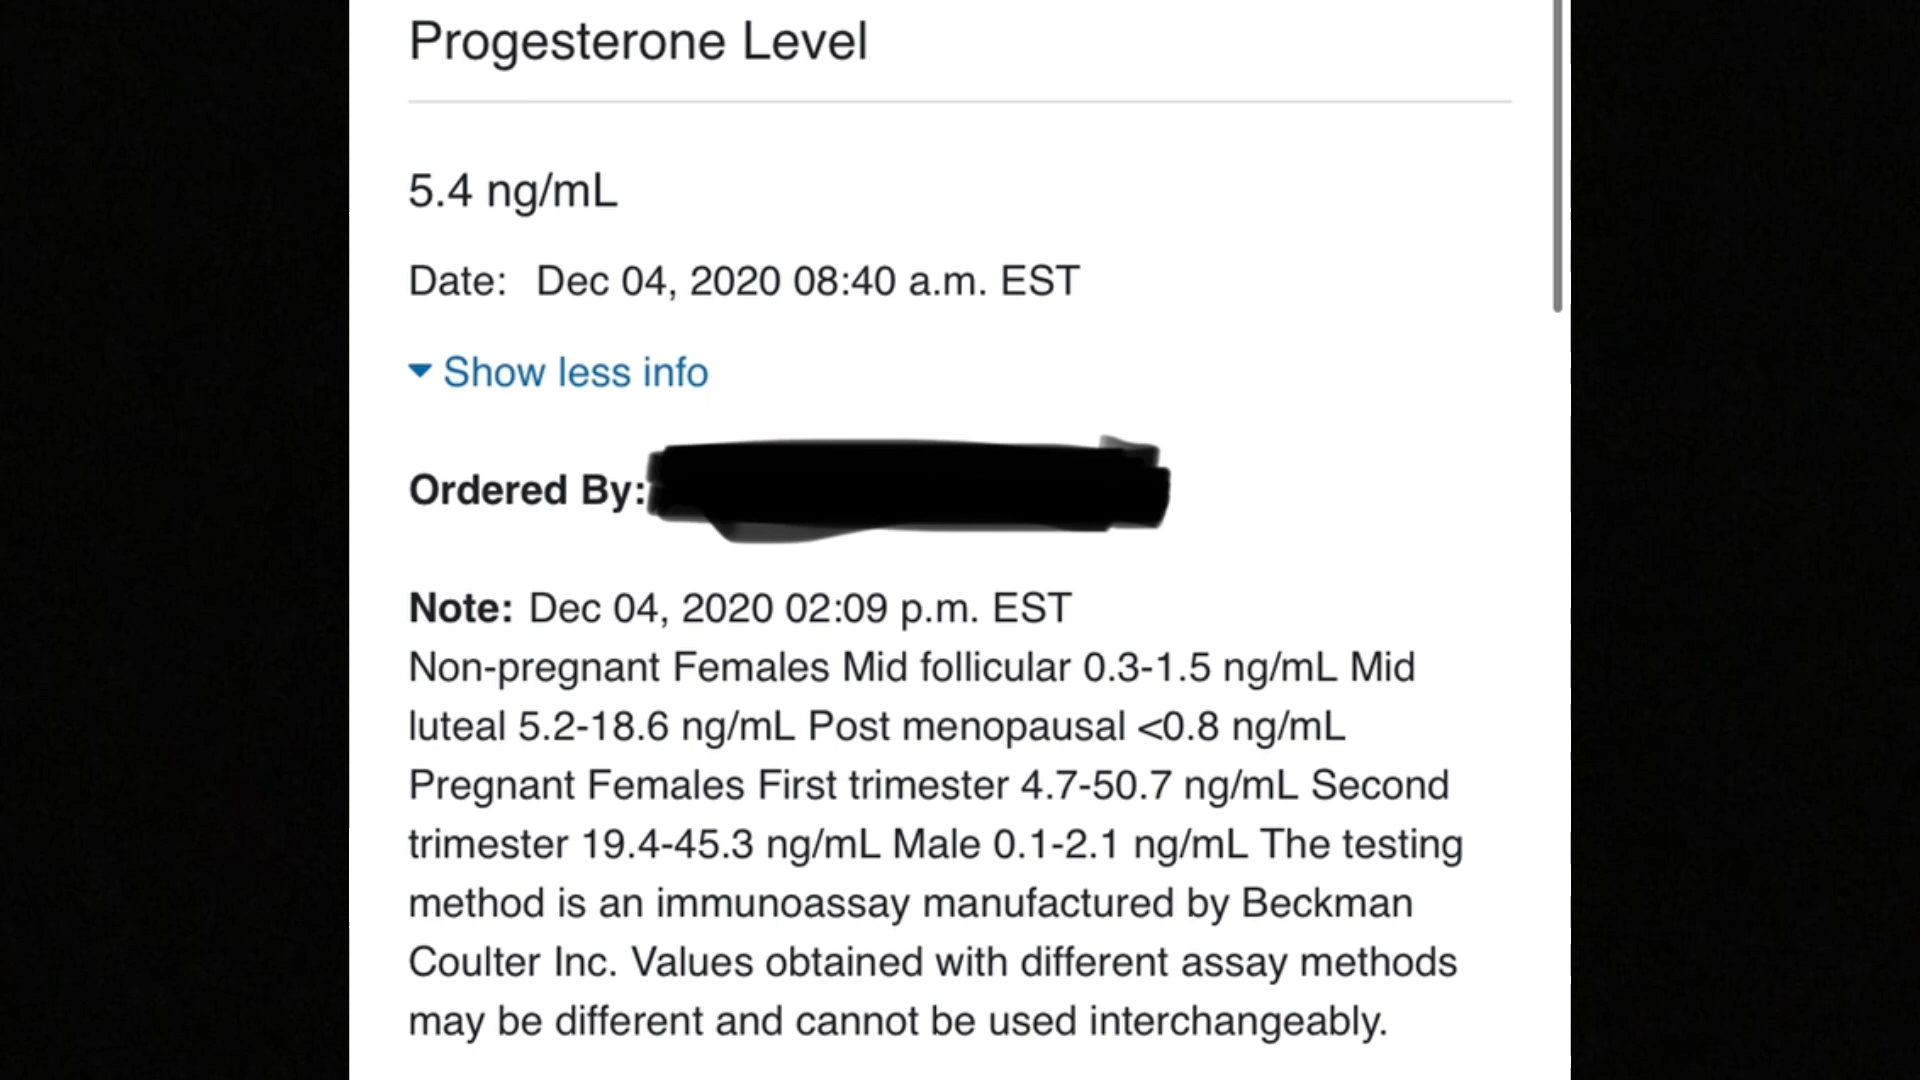 Progesterone Level
5.4 ng/mL
Date: Dec 04, 2020 08:40 a.m. EST
Show less info
Ordered By:
Note: Dec 04, 2020 02:09 p.m. EST
Non-pregnant Females Mid follicular 0.3-1.5 ng/mL Mid
luteal 5.2-18.6 ng/mL Post menopausal <0.8 ng/mL
Pregnant Females First trimester 4.7-50.7 ng/mL Second
trimester 19.4-45.3 ng/mL Male 0.1-2.1 ng/mL The testing
method is an immunoassay manufactured by Beckman
Coulter Inc. Values obtained with different assay methods
may be different and cannot be used interchangeably.